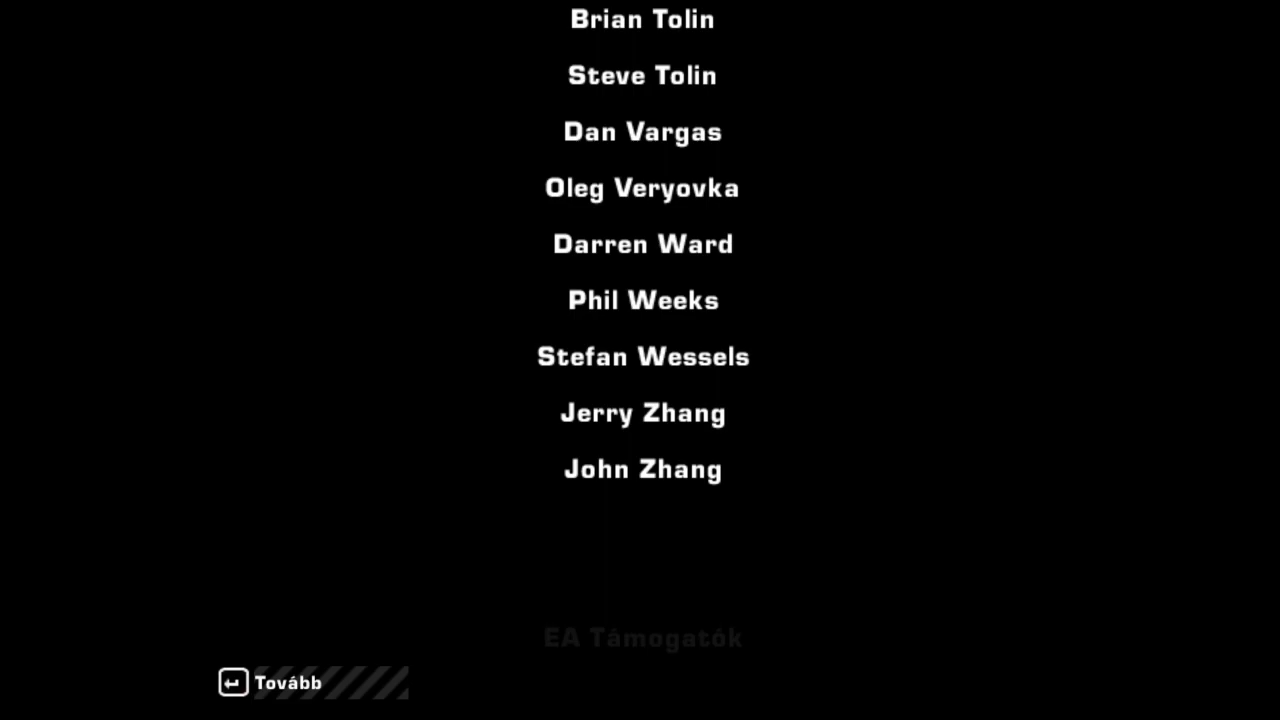 Brian Tolin
Steve Tolin
Dan Vargas
Oleg Veryovka
Darren Ward
Phil Weeks
Stefan Wessels
Jerry Zhang
John Zhang
EA Támogatók
Tovább